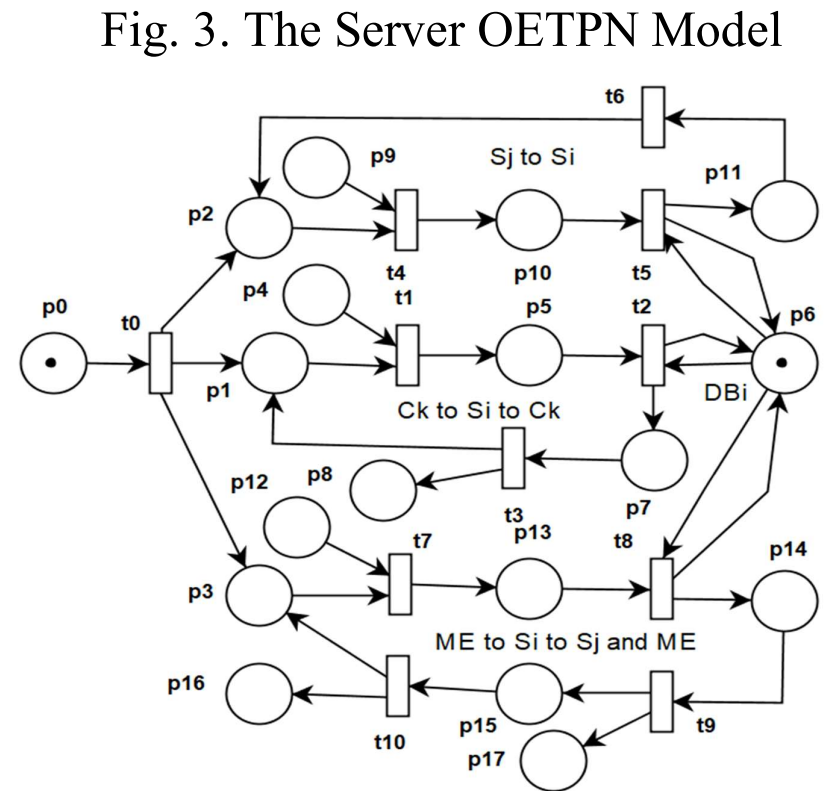 Fig. 3. The Server OETPN Model
t6
p9
Sj to Si
p11
p2
t4
p10
t5
p4
t1
p5
t2
p6
p0
t0
p1
DBi
Ck to Si to Ck
p12
p8
t3
p7
t7
p13
t8
p14
p3
ME to Si to Sj and ME
p16
t10
p15
t9
p17